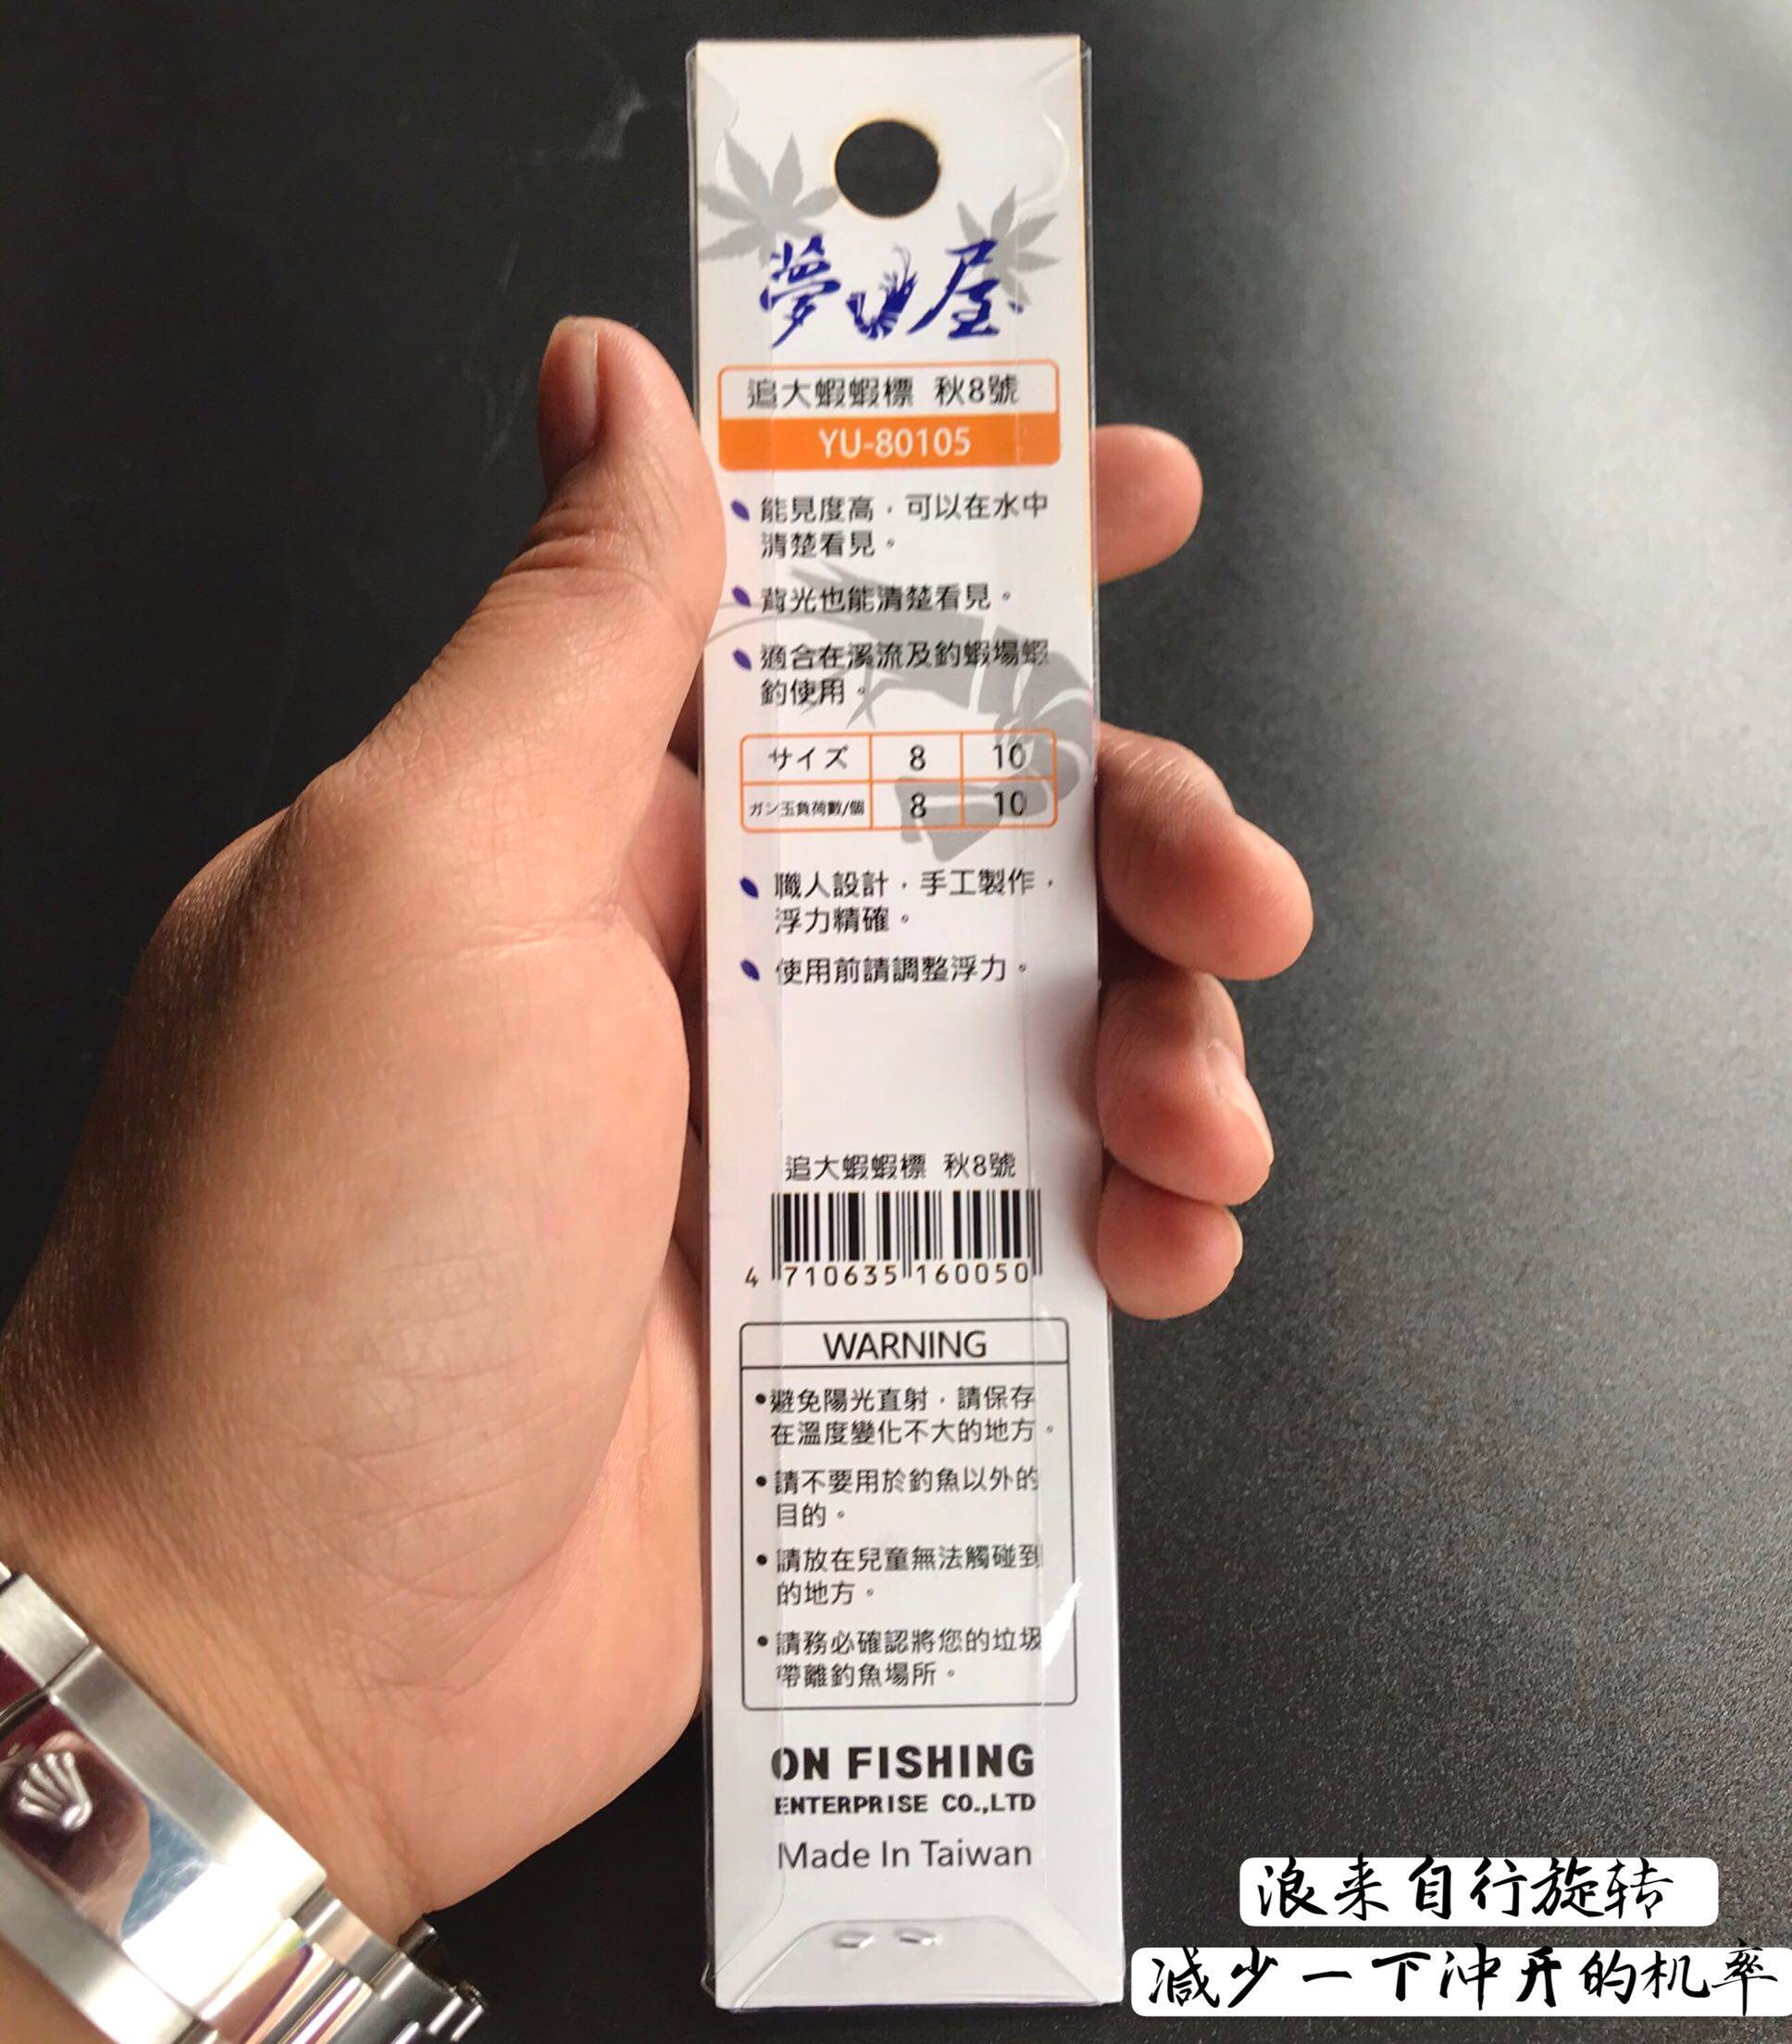 夢屋
追大蝦蝦標 秋8號
YU-80105
能見度高，可以在水中
清楚看見。
背光也能清楚看見。
適合在溪流及釣蝦場蝦
釣使用。
サイズ 8 10
ガン玉負荷數/個 8 10
職人設計，手工製作，
浮力精確。
使用前請調整浮力。
追大蝦蝦標 秋8號
4 710635 160050
WARNING
•避免陽光直射，請保存
在溫度變化不大的地方。
•請不要用於釣魚以外的
目的。
•請放在兒童無法觸碰到
的地方。
•請務必確認將您的垃圾
帶離釣魚場所。
ON FISHING
ENTERPRISE CO.,LTD
Made In Taiwan
浪来自行旋转
减少一下冲开的机率